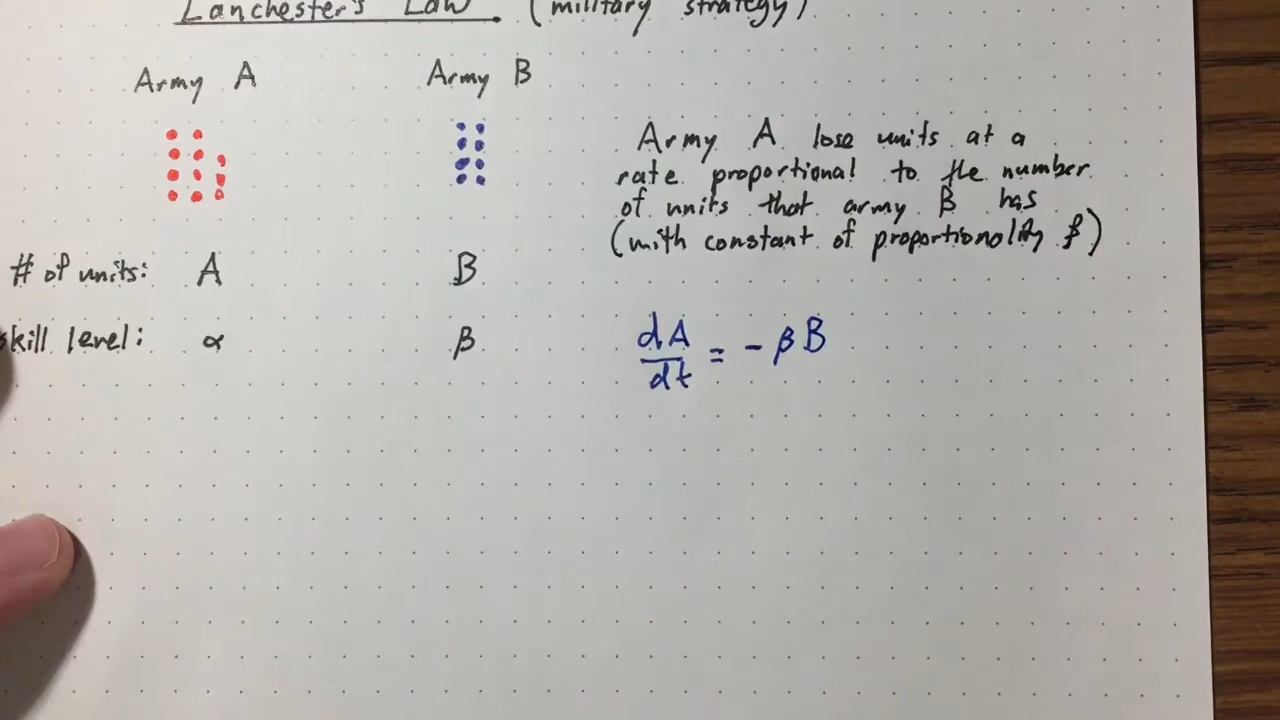 Lanchester's Law (military strategy)
Army A Army B
Army A lose units at a
rate proportional to the number
of units that army B has
(with constant of proportionality β)
# of units: A B
skill level: α β
dA/dt = - β B